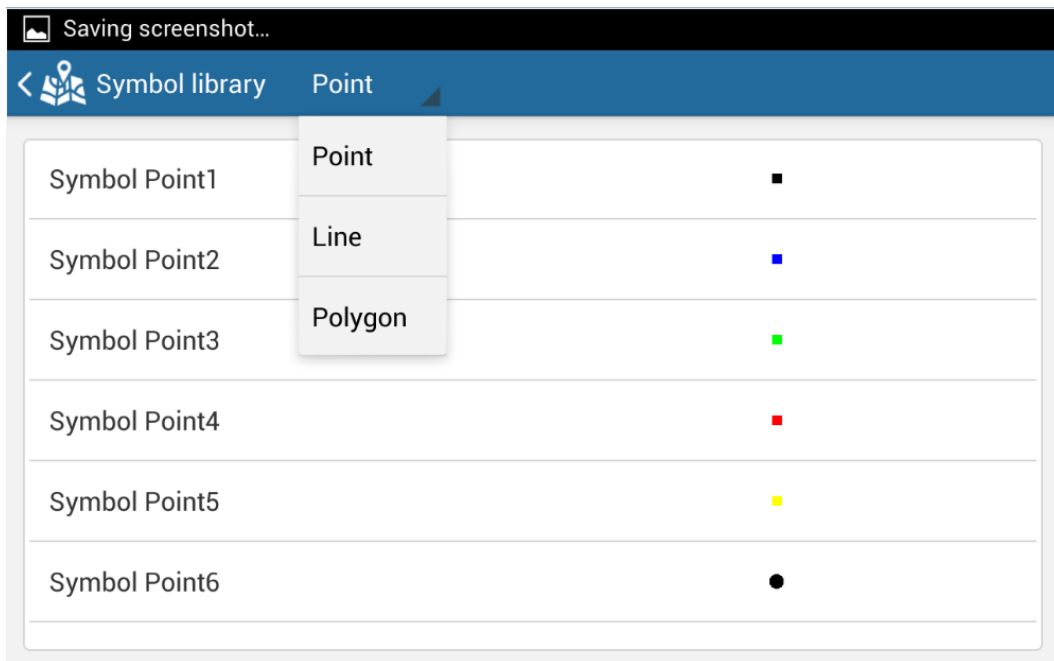 Saving screenshot...
Symbol library Point
Point
Line
Polygon
Symbol Point1
Symbol Point2
Symbol Point3
Symbol Point4
Symbol Point5
Symbol Point6